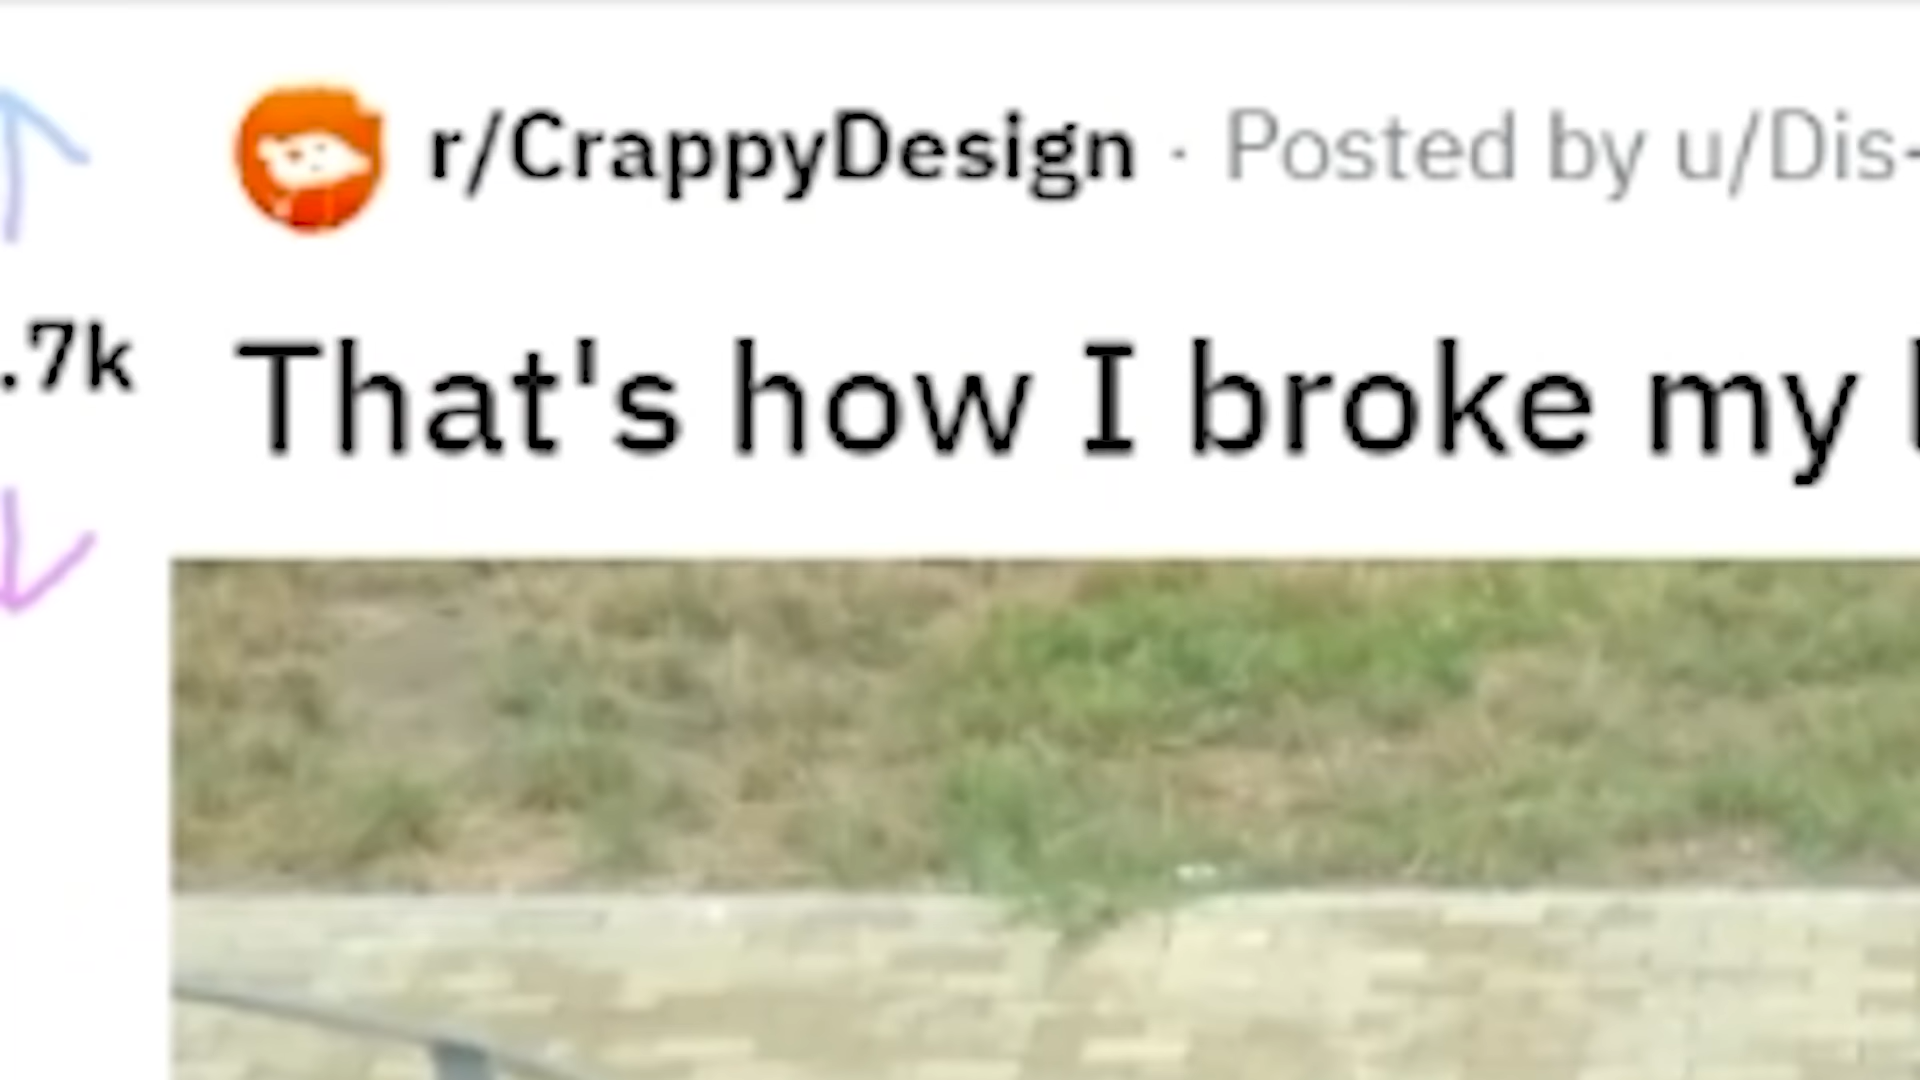 r/CrappyDesign · Posted by u/Dis-
.7k
That's how I broke my